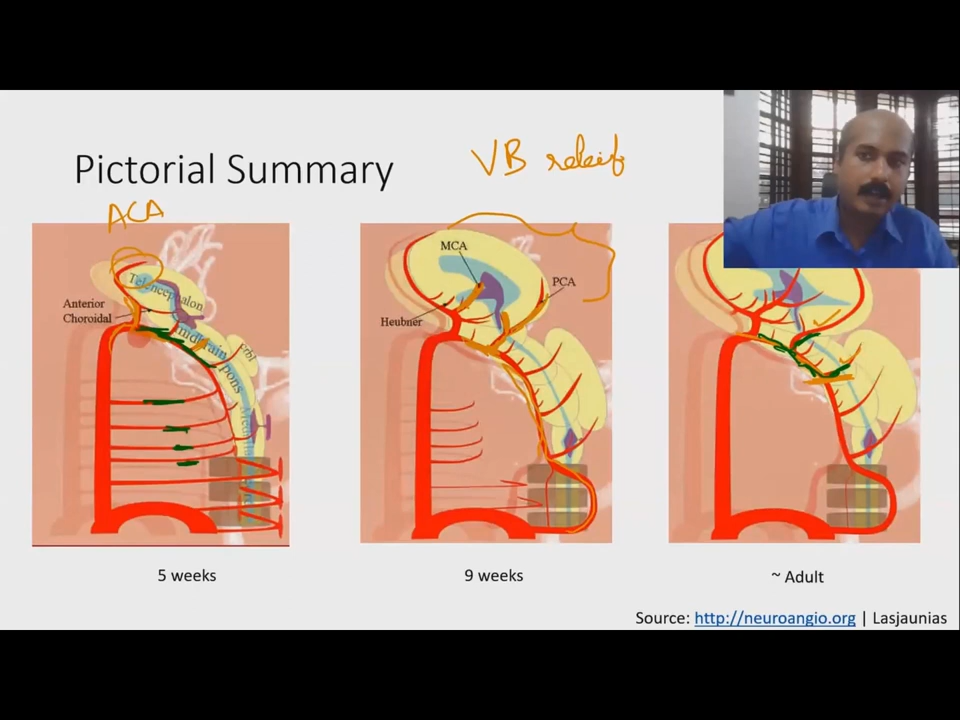 Pictorial Summary
VB
ACA
Telencephalon
Anterior
Choroidal
midbrain
pons
MCA
PCA
Heubner
5 weeks
9 weeks
~ Adult
Source: http://neuroangio.org | Lasjaunias